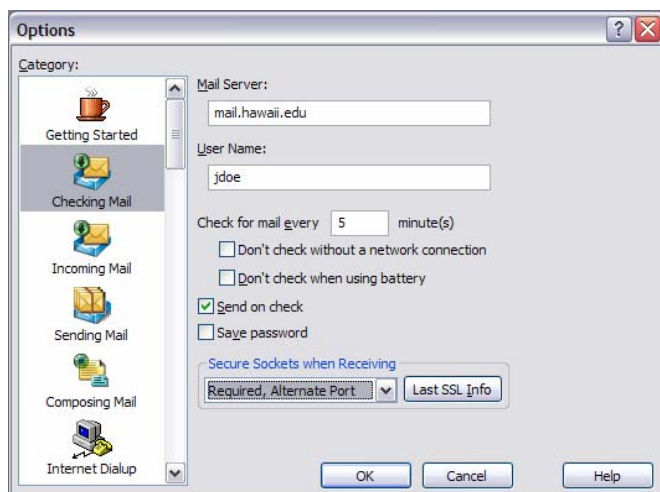 Options
Category:
Getting Started
Checking Mail
Incoming Mail
Sending Mail
Composing Mail
Internet Dialup
Mail Server:
mail.hawaii.edu
User Name:
jdoe
Check for mail every 5 minute(s)
Don't check without a network connection
Don't check when using battery
Send on check
Save password
Secure Sockets when Receiving
Required, Alternate Port
Last SSL Info
OK Cancel Help